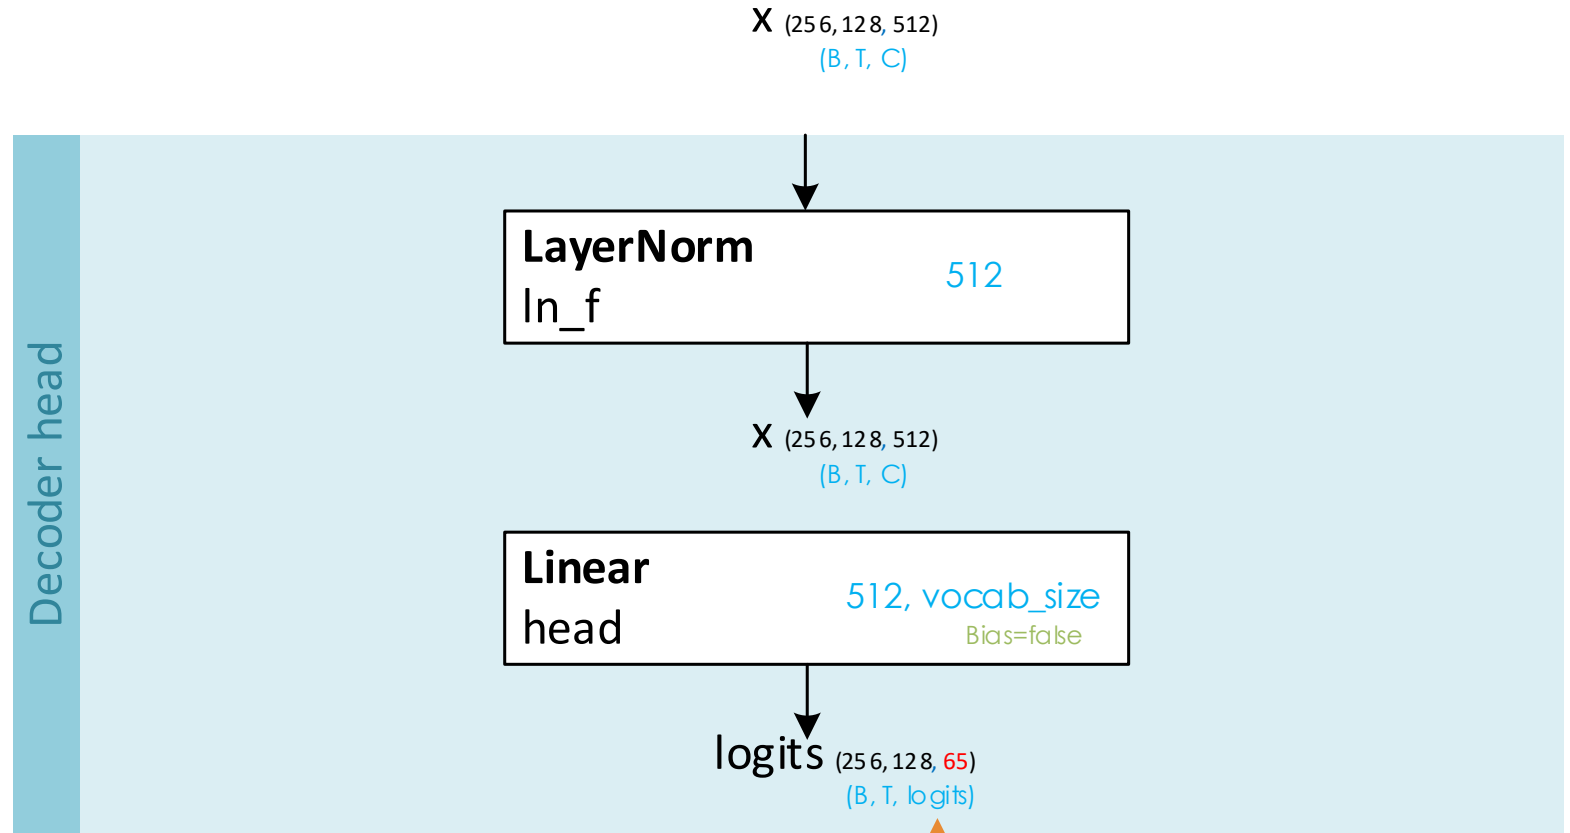 x (256, 128, 512)
(B, T, C)
Decoder head
LayerNorm
ln_f
512
x (256, 128, 512)
(B, T, C)
Linear
head
512, vocab_size
Bias=false
logits (256, 128, 65)
(B, T, logits)